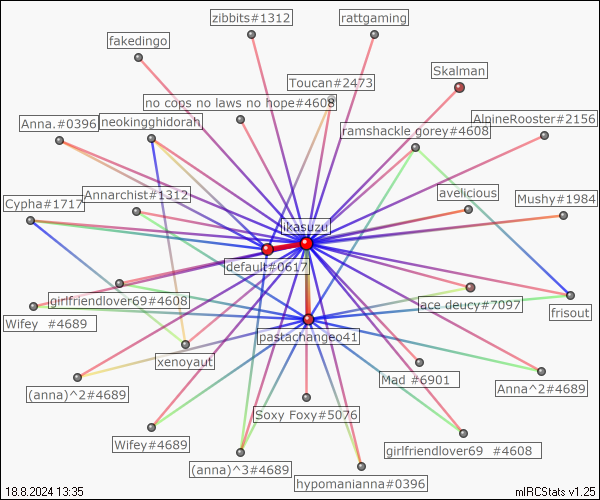 zibbits#1312
rattgaming
fakedingo
Skalman
Toucan#2473
no cops no laws no hope#4608
AlpineRooster#2156
Anna.#0396
neokingghidorah
ramshackle gorey#4608
Annarchist#1312
avelicious
Mushy#1984
Cypha#1717
ikasuzu
default#0617
girlfriendlover69#4608
ace deucy#7097
frisout
Wifey #4689
pastachangeo41
xenoyaut
Mad #6901
(anna)^2#4689
Anna^2#4689
Soxy Foxy#5076
Wifey#4689
girlfriendlover69 #4608
(anna)^3#4689
hypomanianna#0396
18.8.2024 13:35
mIRCStats v1.25